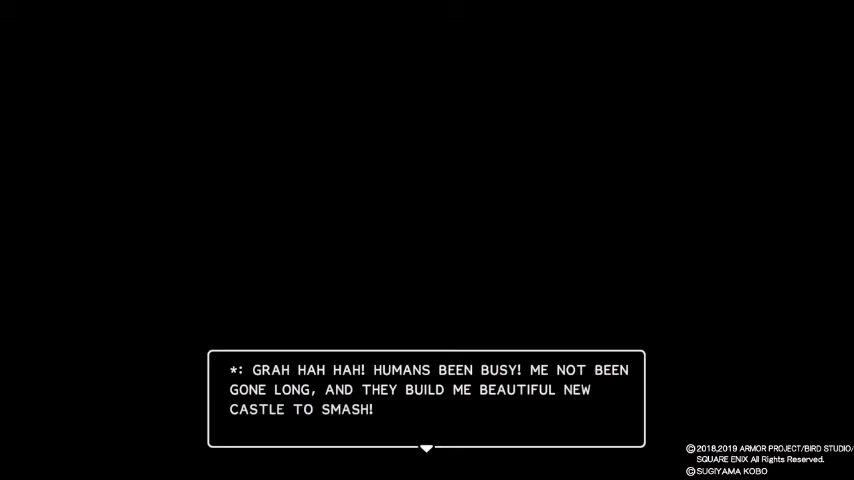 *: GRAH HAH HAH! HUMANS BEEN BUSY! ME NOT BEEN
GONE LONG, AND THEY BUILD ME BEAUTIFUL NEW
CASTLE TO SMASH!
©2018,2019 ARMOR PROJECT/BIRD STUDIO/
SQUARE ENIX All Rights Reserved.
©SUGIYAMA KOBO